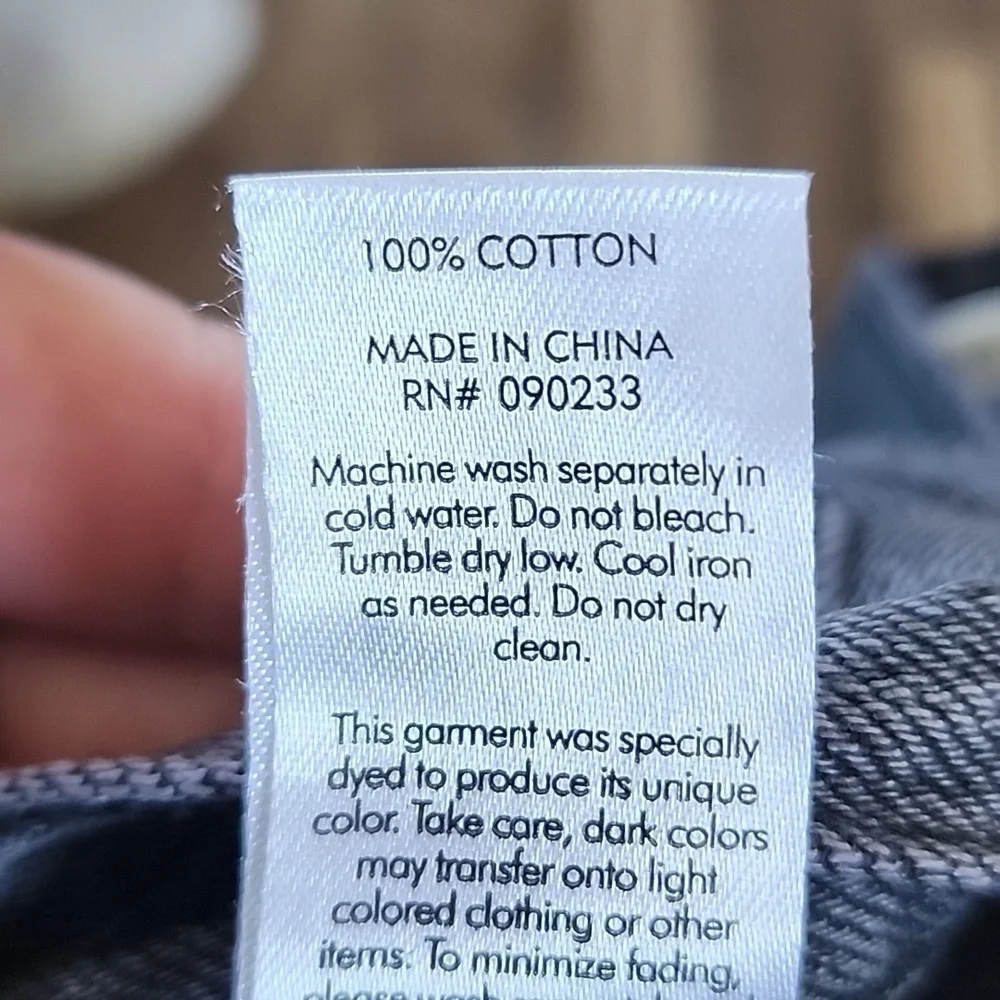 100% COTTON
MADE IN CHINA
RN# 090233
Machine wash separately in
cold water. Do not bleach.
Tumble dry low. Cool iron
as needed. Do not dry
clean.
This garment was specially
dyed to produce its unique
color. Take care, dark colors
may transfer onto light
colored clothing or other
items. To minimize fading,
please wash